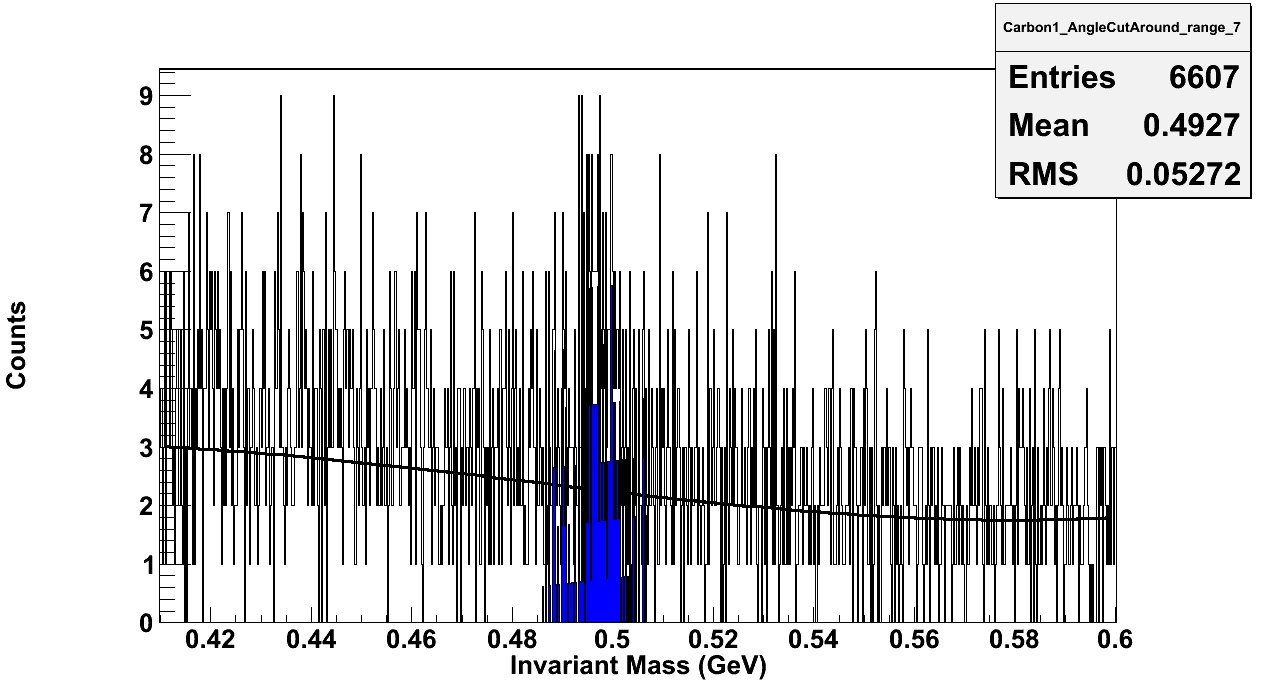 Carbon1_AngleCutAround_range_7
Entries 6607
Mean 0.4927
RMS 0.05272
Counts
9
8
7
6
5
4
3
2
1
0
0.42 0.44 0.46 0.48 0.5 0.52 0.54 0.56 0.58 0.6
Invariant Mass (GeV)